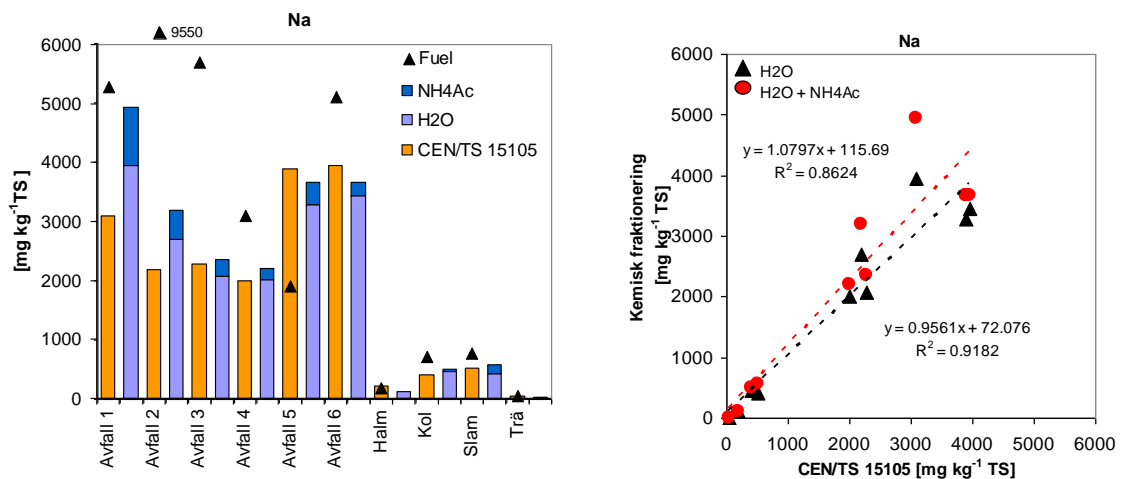 Na
9550
6000
5000
4000
3000
2000
1000
0
[mg kg⁻¹TS]
Fuel
NH4Ac
H2O
CEN/TS 15105
Avfall 1
Avfall 2
Avfall 3
Avfall 4
Avfall 5
Avfall 6
Halm
Kol
Slam
Trä
Na
6000
5000
4000
3000
2000
1000
0
Kemisk fraktionering
[mg kg⁻¹ TS]
H2O
H2O + NH4Ac
y = 1.0797x + 115.69
R² = 0.8624
y = 0.9561x + 72.076
R² = 0.9182
0 1000 2000 3000 4000 5000 6000
CEN/TS 15105 [mg kg⁻¹ TS]